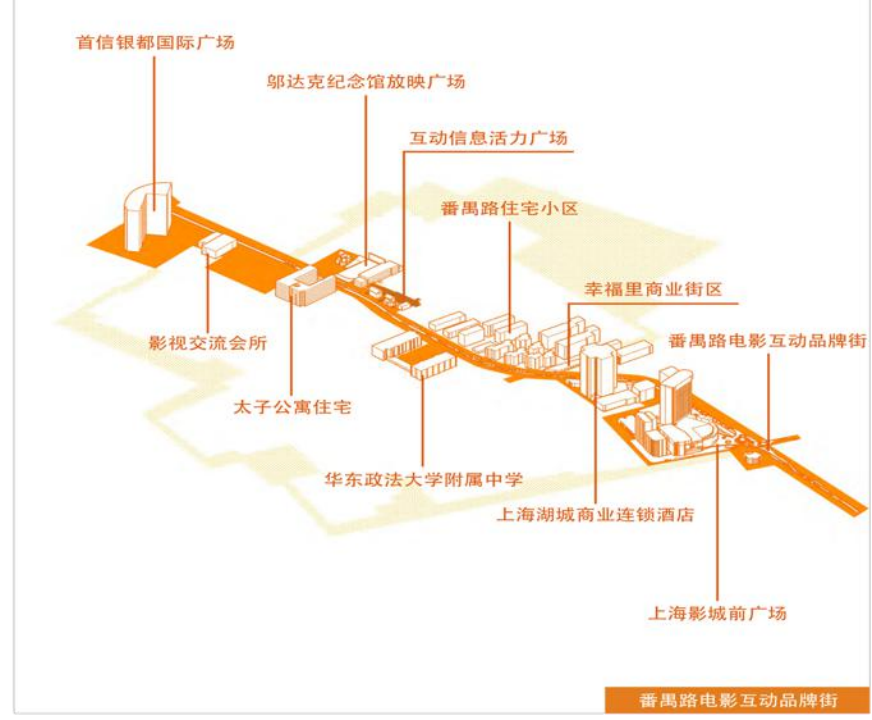 首信银都国际广场
邬达克纪念馆放映广场
互动信息活力广场
番禺路住宅小区
幸福里商业街区
番禺路电影互动品牌街
影视交流会所
太子公寓住宅
华东政法大学附属中学
上海湖城商业连锁酒店
上海影城前广场
番禺路电影互动品牌街